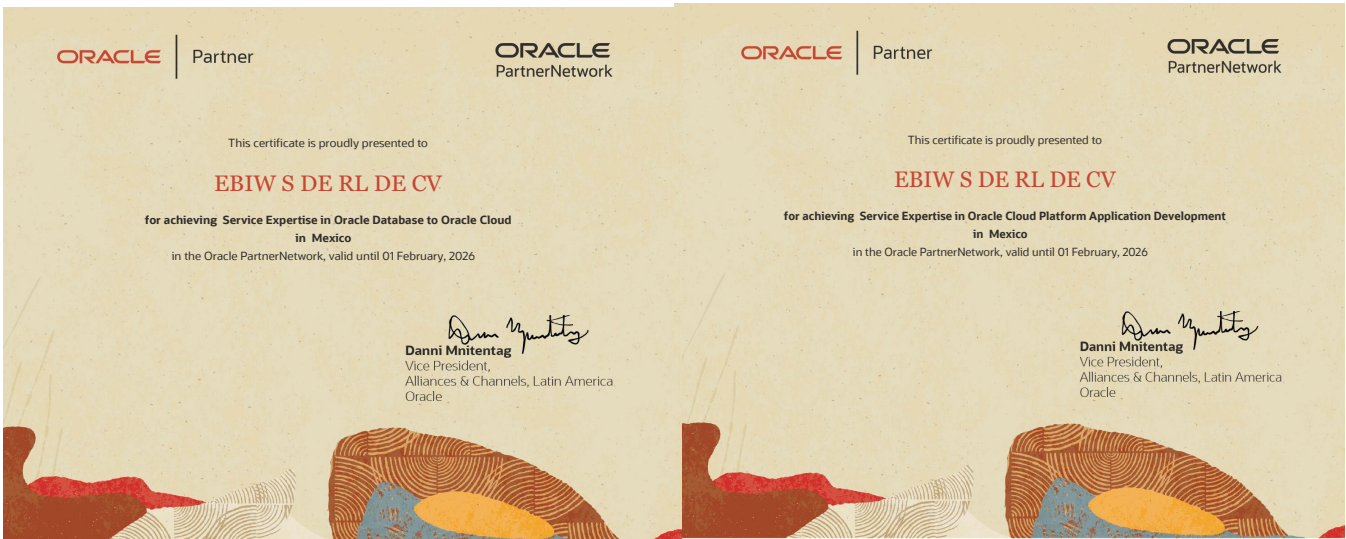 ORACLE | Partner
ORACLE
PartnerNetwork
This certificate is proudly presented to
EBIW S DE RL DE CV
for achieving Service Expertise in Oracle Database to Oracle Cloud
in Mexico
in the Oracle PartnerNetwork, valid until 01 February, 2026
Danni Mnitentag
Vice President,
Alliances & Channels, Latin America
Oracle
ORACLE | Partner
ORACLE
PartnerNetwork
This certificate is proudly presented to
EBIW S DE RL DE CV
for achieving Service Expertise in Oracle Cloud Platform Application Development
in Mexico
in the Oracle PartnerNetwork, valid until 01 February, 2026
Danni Mnitentag
Vice President,
Alliances & Channels, Latin America
Oracle